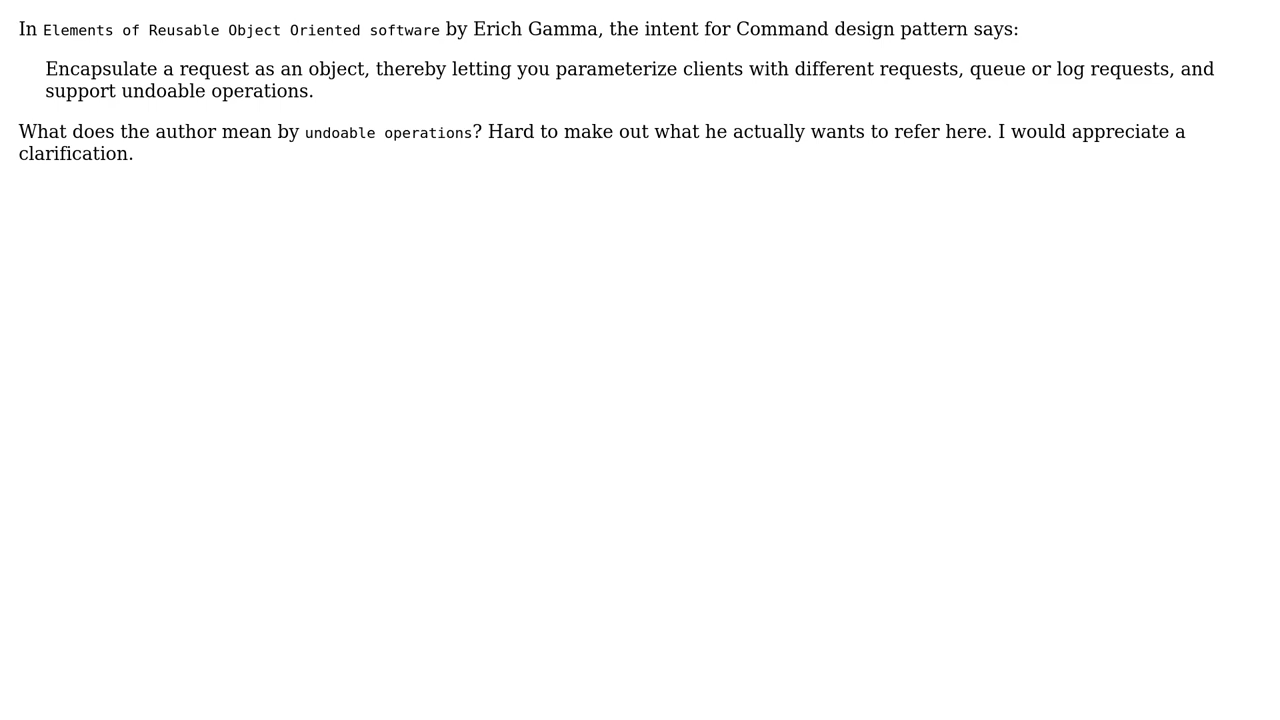 In Elements of Reusable Object Oriented software by Erich Gamma, the intent for Command design pattern says:
Encapsulate a request as an object, thereby letting you parameterize clients with different requests, queue or log requests, and
support undoable operations.
What does the author mean by undoable operations? Hard to make out what he actually wants to refer here. I would appreciate a
clarification.